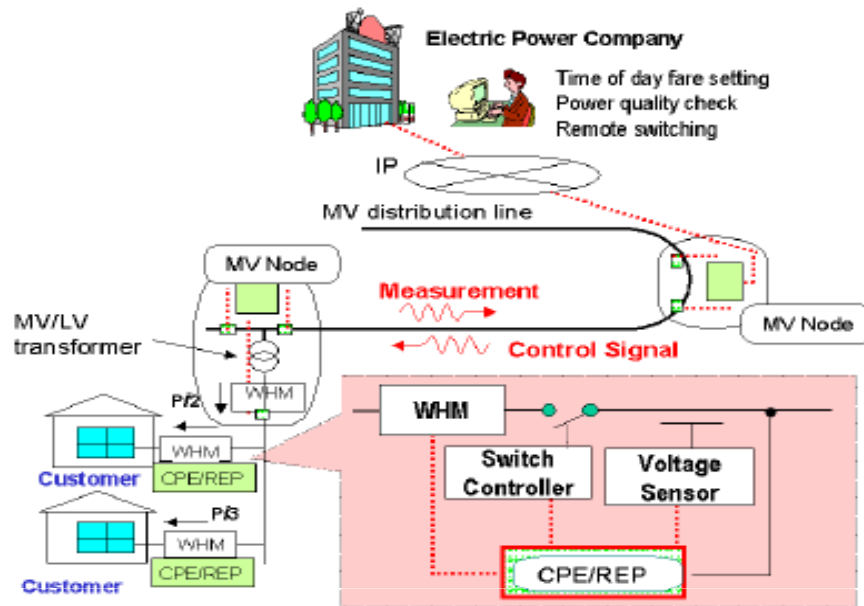 Electric Power Company
Time of day fare setting
Power quality check
Remote switching
IP
MV distribution line
MV Node
Measurement
MV Node
MV/LV
transformer
Control Signal
WHM
Pi2
WHM
Customer
CPE/REP
Pi3
WHM
Customer
CPE/REP
WHM
Switch
Controller
Voltage
Sensor
CPE/REP